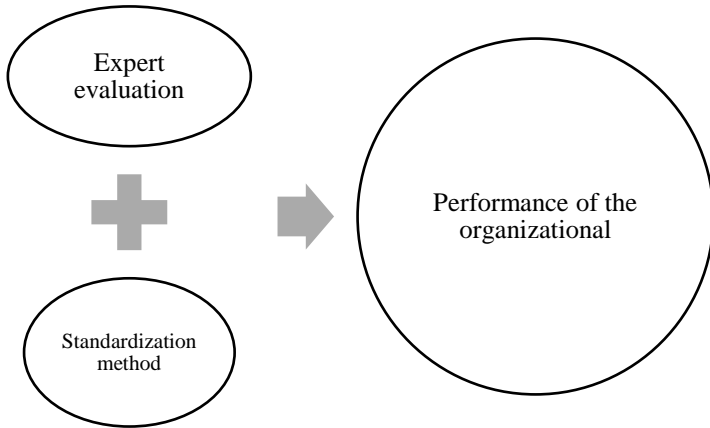 Expert
evaluation
Standardization
method
Performance of the
organizational